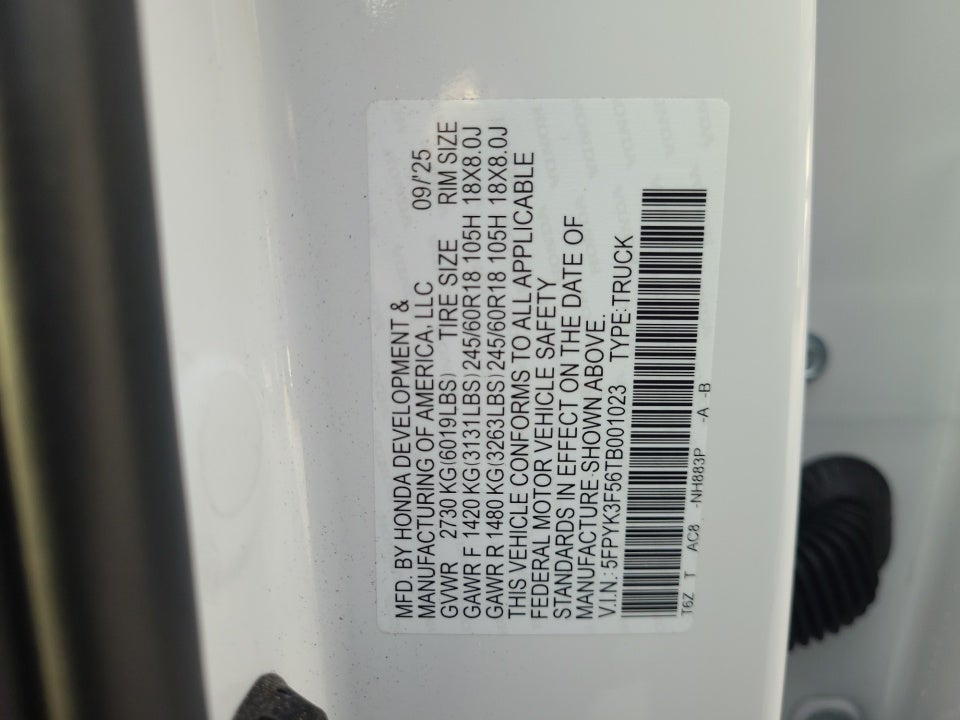 MFD. BY HONDA DEVELOPMENT &
MANUFACTURING OF AMERICA, LLC 09/'25
GVWR 2730 KG(6019LBS) TIRE SIZE RIM SIZE
GAWR F 1420 KG(3131LBS) 245/60R18 105H 18X8.0J
GAWR R 1480 KG(3263LBS) 245/60R18 105H 18X8.0J
THIS VEHICLE CONFORMS TO ALL APPLICABLE
FEDERAL MOTOR VEHICLE SAFETY
STANDARDS IN EFFECT ON THE DATE OF
MANUFACTURE SHOWN ABOVE.
V.I.N.: 5FPYK3F56TB001023 TYPE:TRUCK
T6Z T AC8 -NH883P -A -B